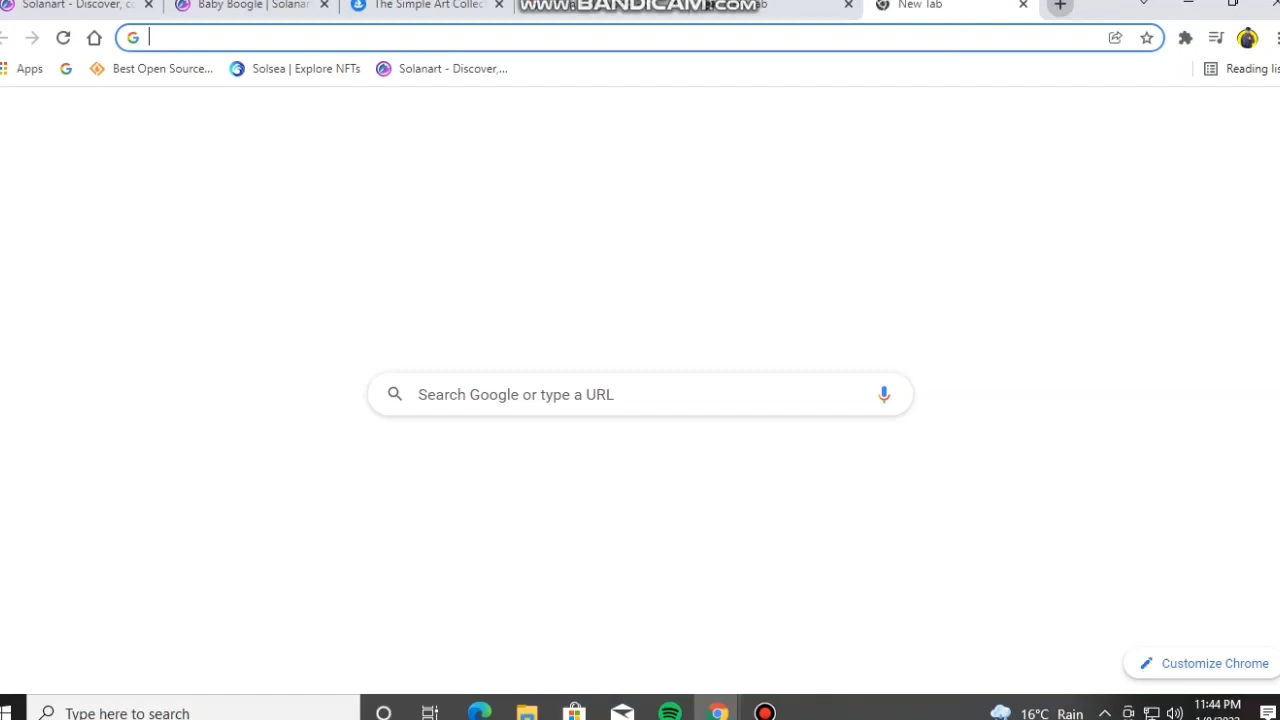 Solanart - Discover, c
Baby Boogle | Solanar
The Simple Art Collec
WWW.BANDICAM.COM
New Tab
Apps
Best Open Source...
Solsea | Explore NFTs
Solanart - Discover,...
Reading lis
Search Google or type a URL
Customize Chrome
Type here to search
16°C Rain
11:44 PM